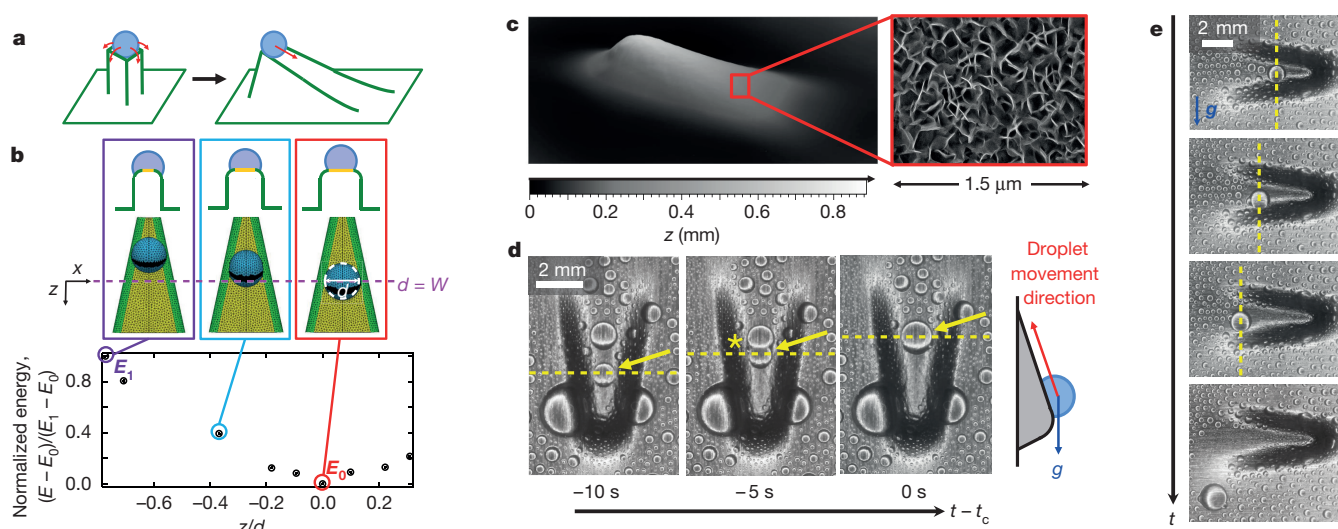 a
b
x
z
d = W
Normalized energy,
(E – E0)/(E1 – E0)
0.8
0.4
0.0
E1
E0
–0.6
–0.4
–0.2
0.0
0.2
z/d
c
0
0.2
0.4
0.6
0.8
z (mm)
1.5 μm
d
2 mm
*
–10 s
–5 s
0 s
t – tc
Droplet
movement
direction
g
e
2 mm
g
t